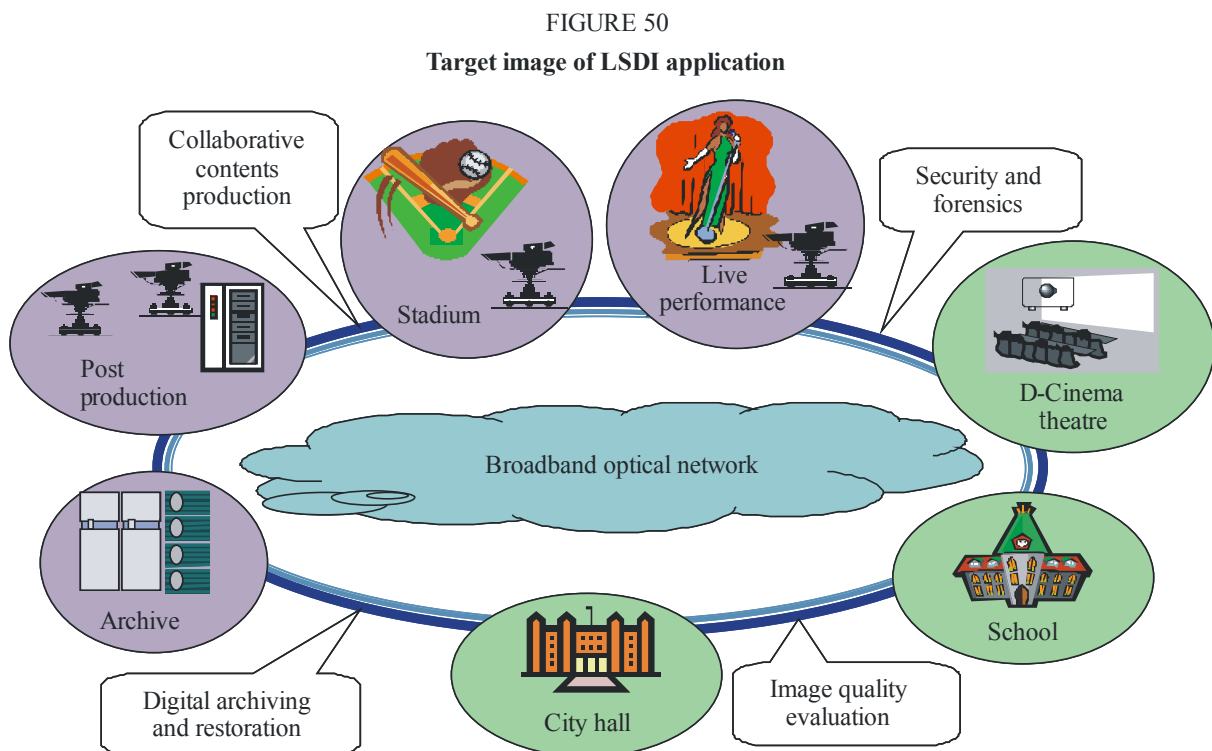 FIGURE 50
Target image of LSDI application
Collaborative
contents
production
Security and
forensics
Stadium
Live
performance
Post
production
D-Cinema
theatre
Broadband optical network
Archive
School
Digital archiving
and restoration
City hall
Image quality
evaluation